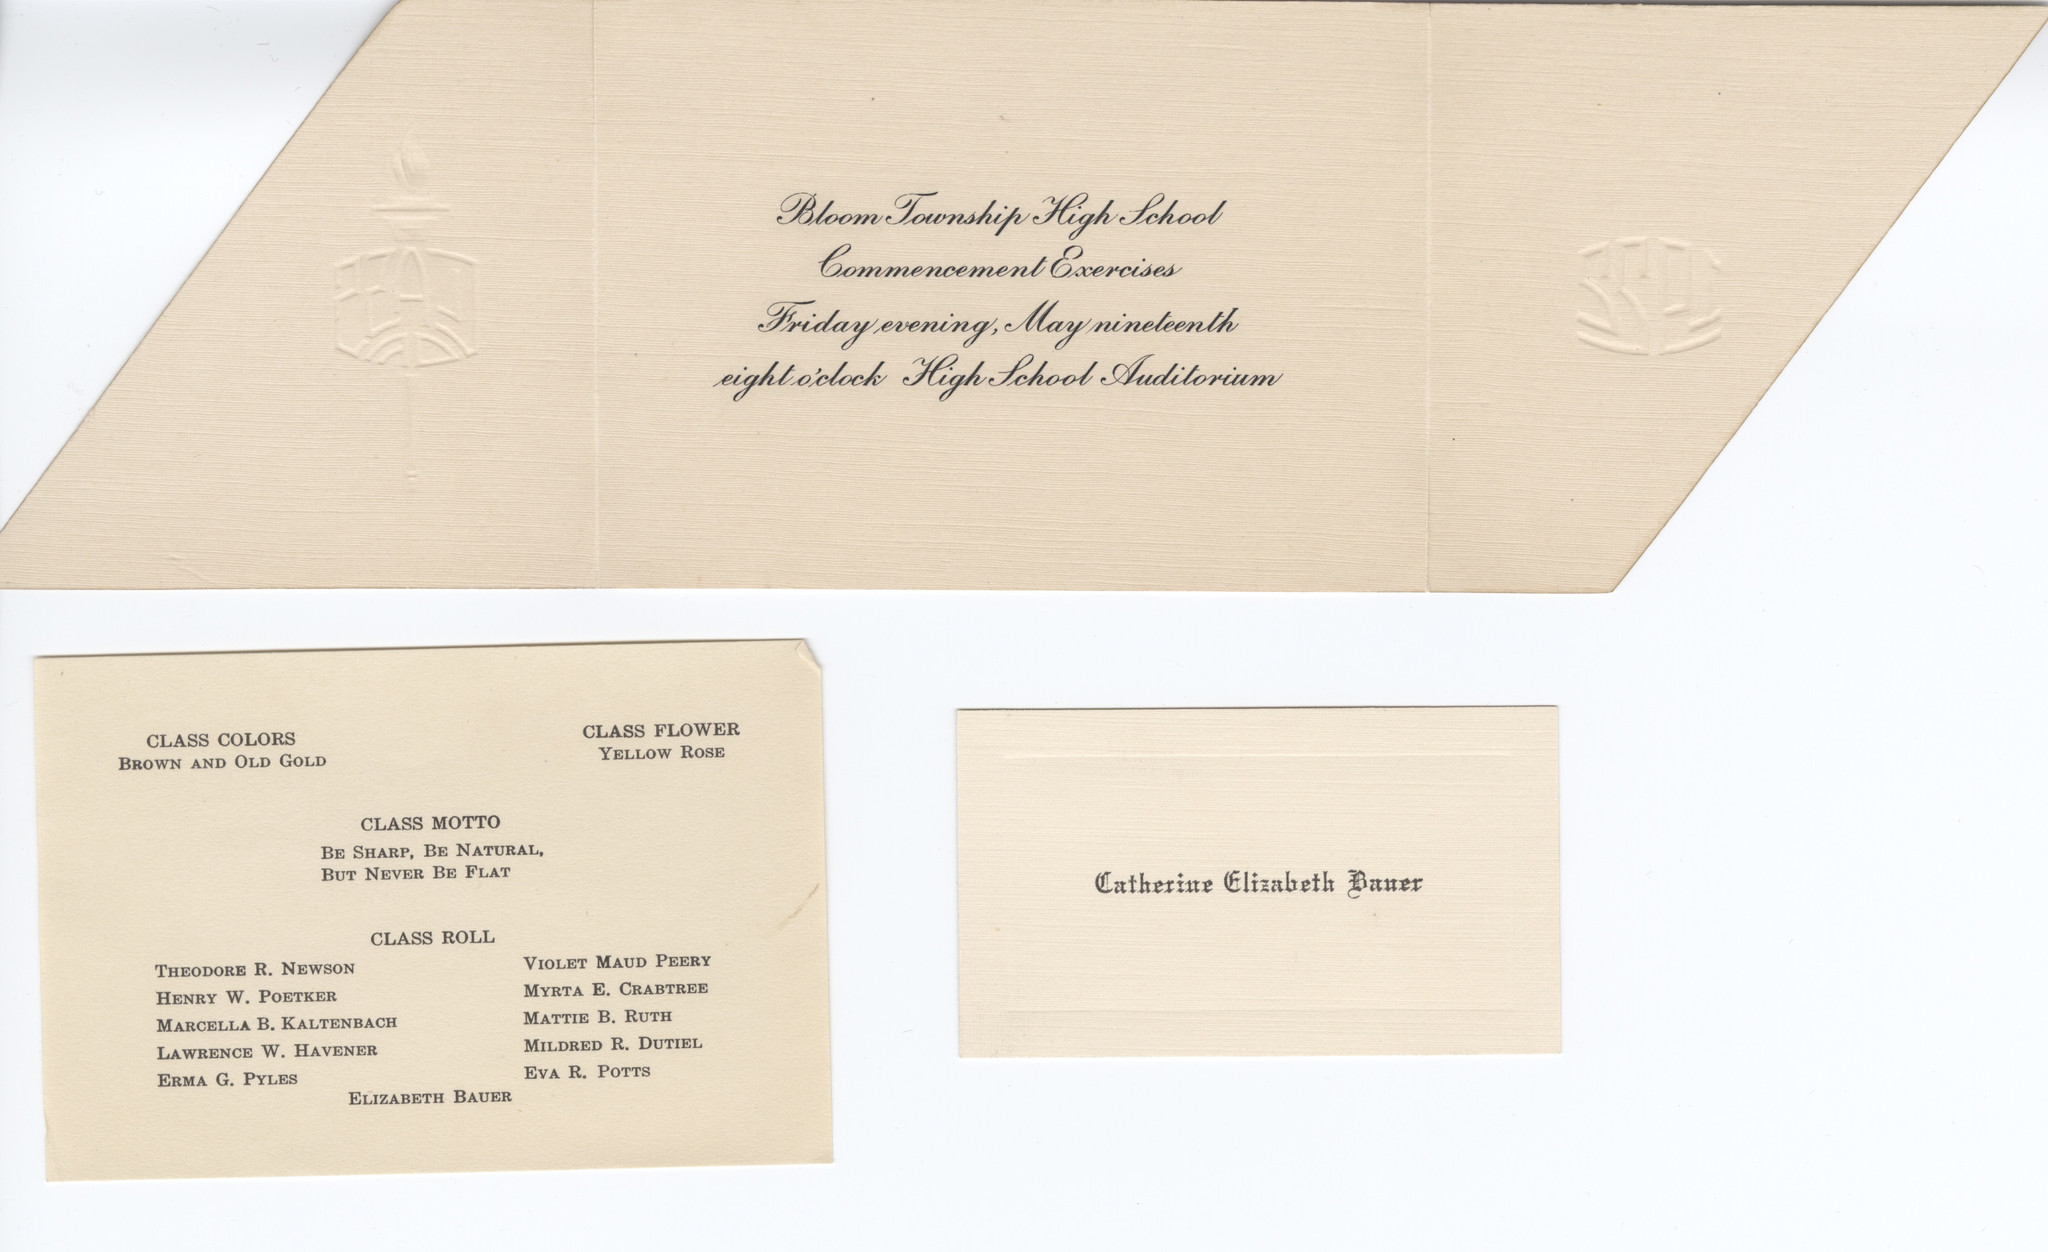 Bloom Township High School
Commencement Exercises
Friday evening, May nineteenth
eight o'clock High School Auditorium
CLASS COLORS
BROWN AND OLD GOLD
CLASS FLOWER
YELLOW ROSE
CLASS MOTTO
BE SHARP, BE NATURAL,
BUT NEVER BE FLAT
CLASS ROLL
THEODORE R. NEWSON
HENRY W. POETKER
MARCELLA B. KALTENBACH
LAWRENCE W. HAVENER
ERMA G. PYLES
VIOLET MAUD PEERY
MYRTA E. CRABTREE
MATTIE B. RUTH
MILDRED R. DUTIEL
EVA R. POTTS
ELIZABETH BAUER
Catherine Elizabeth Bauer